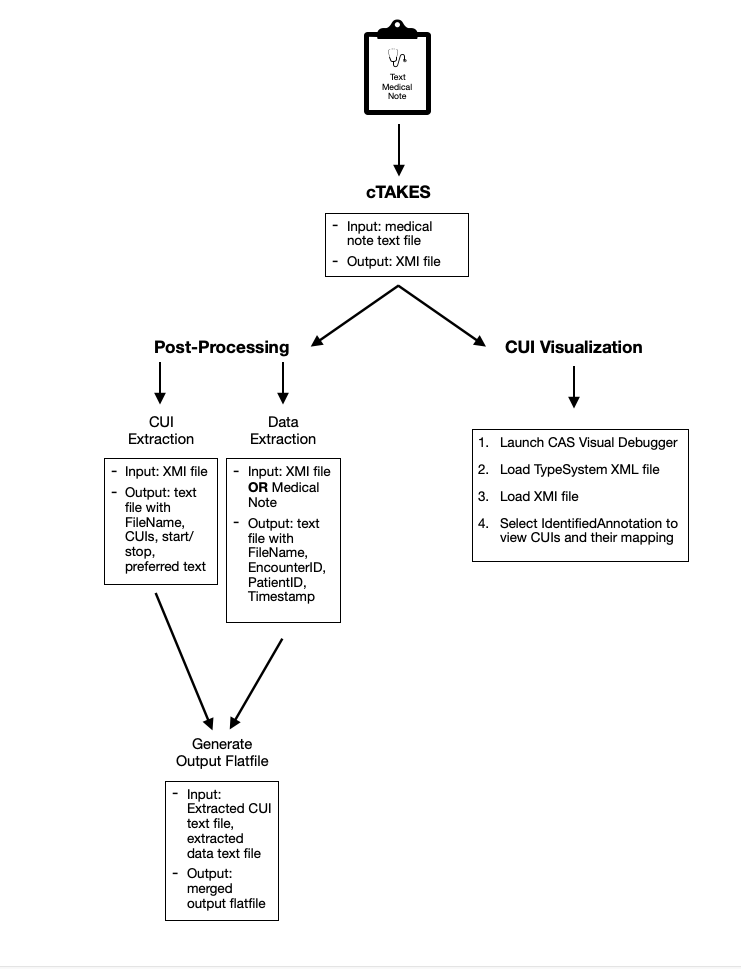 Text
Medical
Note
cTAKES
- Input: medical
note text file
- Output: XMI file
Post-Processing
CUI Visualization
CUI
Extraction
- Input: XMI file
- Output: text
file with
FileName,
CUIs, start/
stop,
preferred text
Data
Extraction
- Input: XMI file
OR Medical
Note
- Output: text
file with
FileName,
EncounterID,
PatientID,
Timestamp
1. Launch CAS Visual Debugger
2. Load TypeSystem XML file
3. Load XMI file
4. Select IdentifiedAnnotation to
view CUIs and their mapping
Generate
Output Flatfile
- Input:
Extracted CUI
text file,
extracted
data text file
- Output:
merged
output flatfile